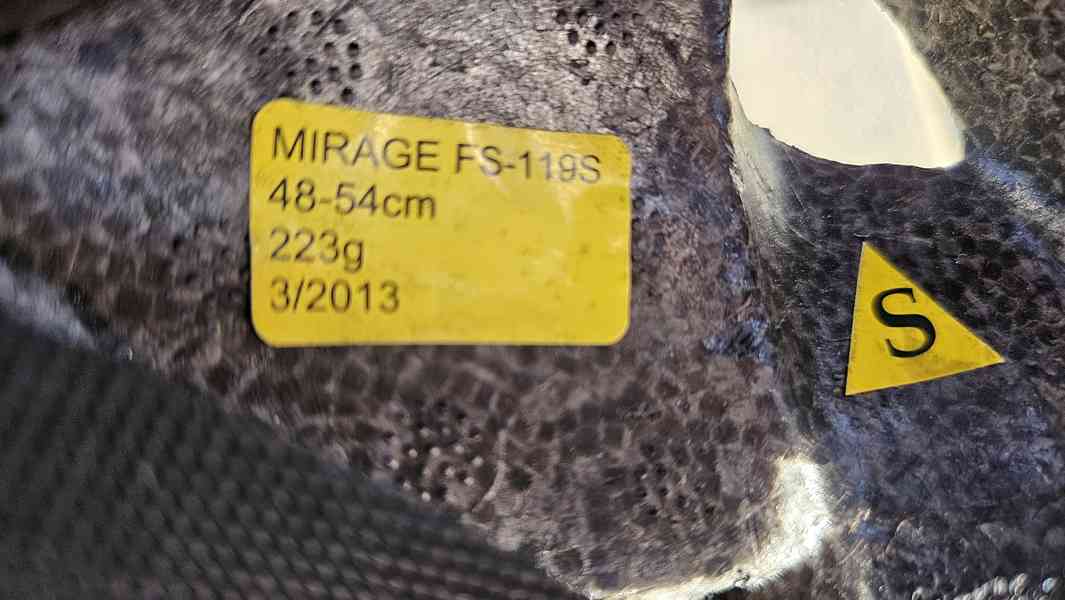 MIRAGE FS-119S
48-54cm
223g
3/2013
S